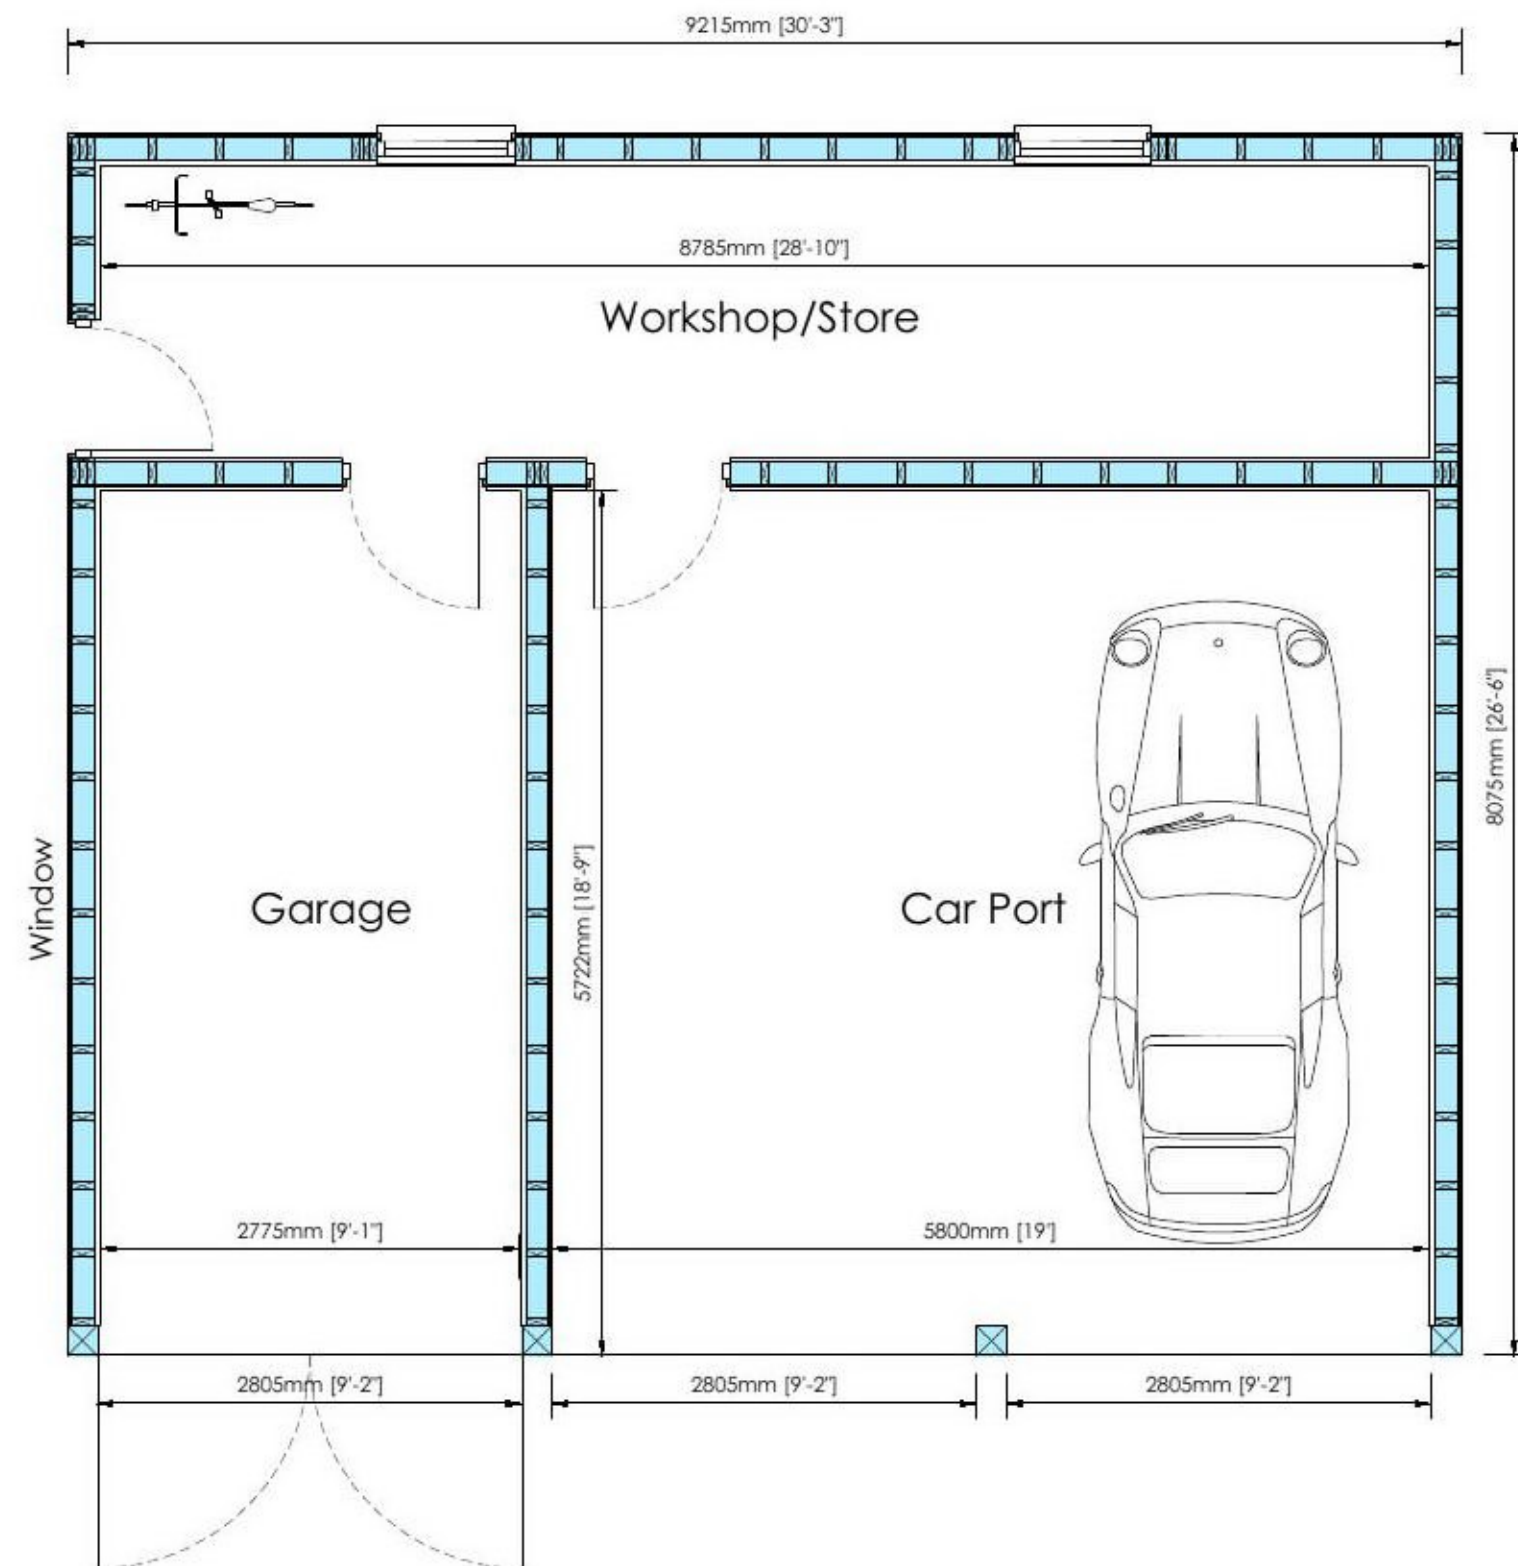 9215mm [30'-3"]
8785mm [28'-10"]
Workshop/Store
8075mm [26'-6"]
Window
Garage
5722mm [18'-9"]
Car Port
2775mm [9'-1"]
5800mm [19']
2805mm [9'-2"]
2805mm [9'-2"]
2805mm [9'-2"]